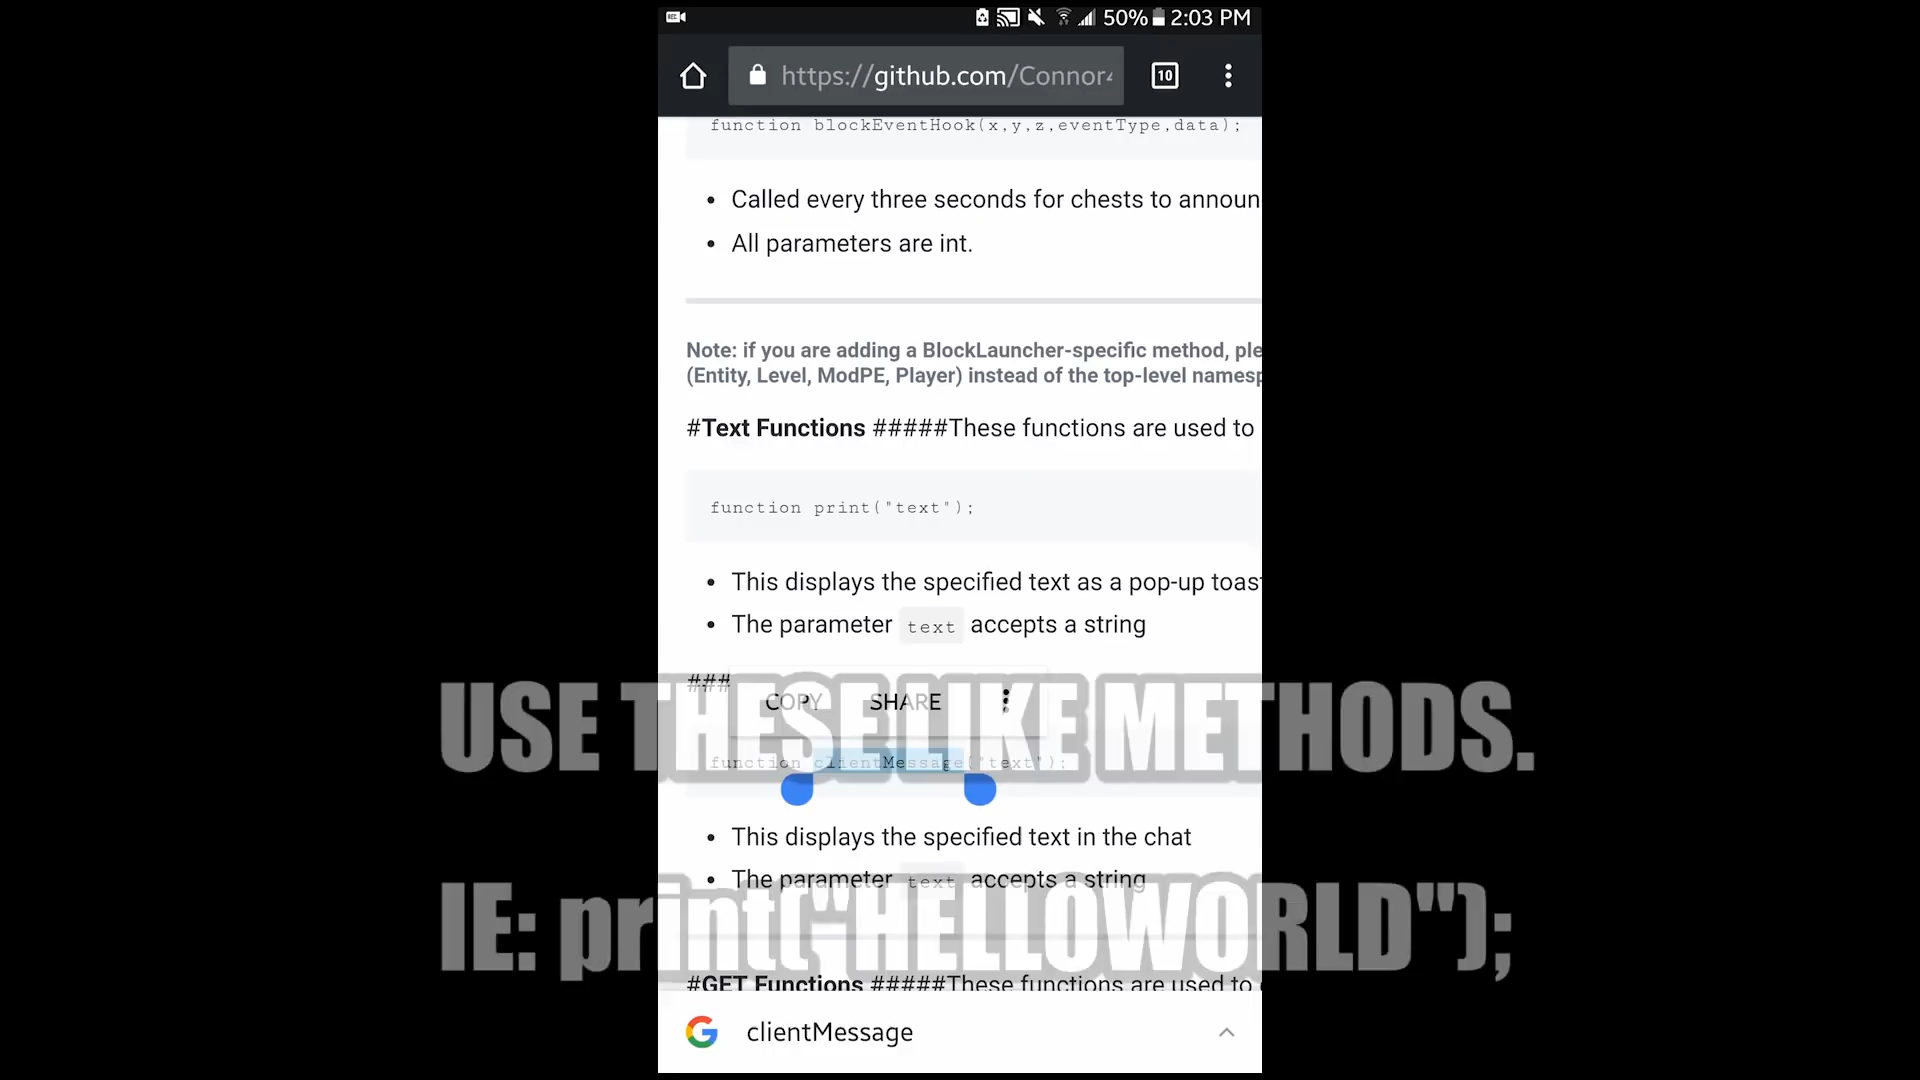 REC
50% 2:03 PM
https://github.com/Connor
10
function blockEventHook(x,y,z,eventType,data);
• Called every three seconds for chests to announ
• All parameters are int.
Note: if you are adding a BlockLauncher-specific method, ple
(Entity, Level, ModPE, Player) instead of the top-level namesp
#Text Functions #####These functions are used to
function print("text");
• This displays the specified text as a pop-up toast
• The parameter text accepts a string
###
COPY SHARE
USE THESE LIKE METHODS.
function clientMessage("text");
• This displays the specified text in the chat
• The parameter text accepts a string
IE: print("HELLOWORLD");
#GET Functions #####These functions are used to
clientMessage